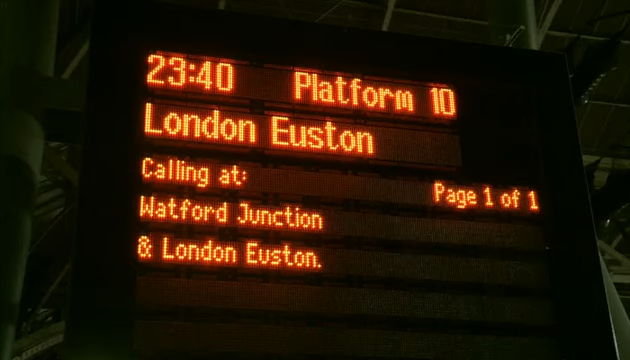 23:40 Platform 10
London Euston
Calling at:
Page 1 of 1
Watford Junction
& London Euston.